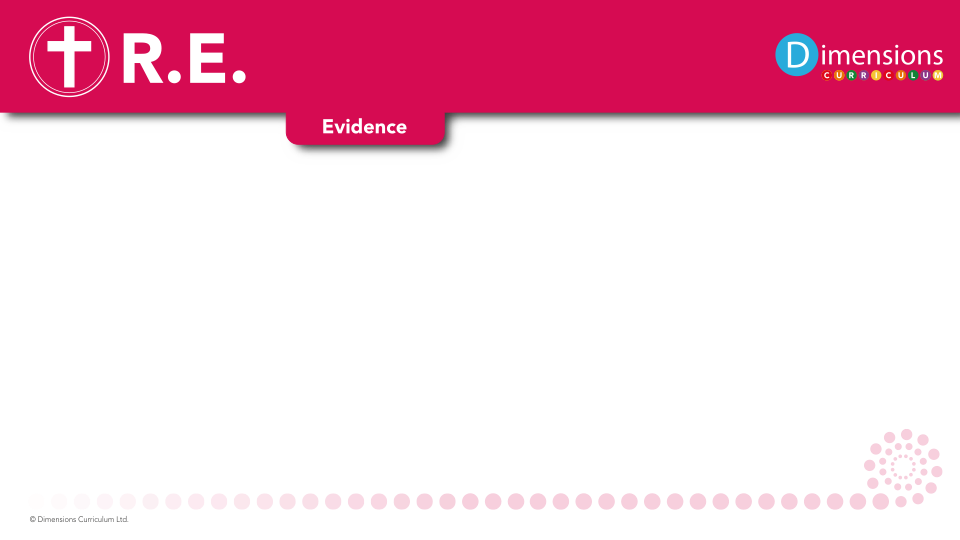 R.E.
Dimensions
CURRICULUM
Evidence
© Dimensions Curriculum Ltd.